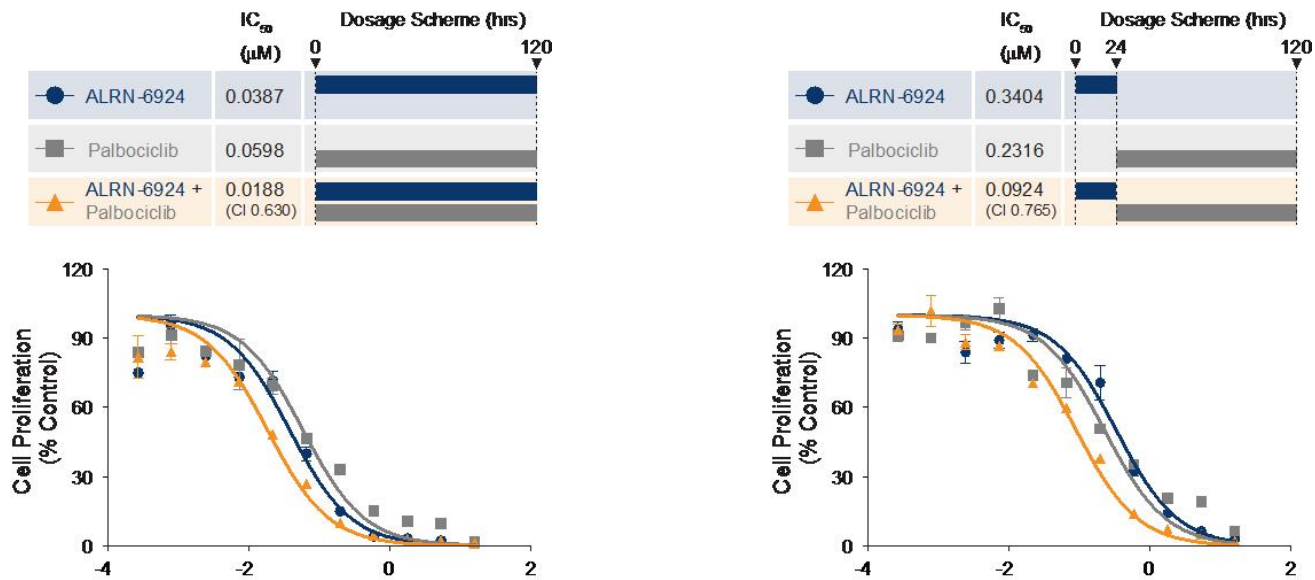 IC50 Dosage Scheme (hrs)
(µM) 0 120
ALRN-6924 0.0387
Palbociclib 0.0598
ALRN-6924 + 0.0188
Palbociclib (CI 0.630)
120
90
60
30
0
Cell Proliferation
(% Control)
-4 -2 0 2
IC50 Dosage Scheme (hrs)
(µM) 0 24 120
ALRN-6924 0.3404
Palbociclib 0.2316
ALRN-6924 + 0.0924
Palbociclib (CI 0.765)
120
90
60
30
0
Cell Proliferation
(% Control)
-4 -2 0 2